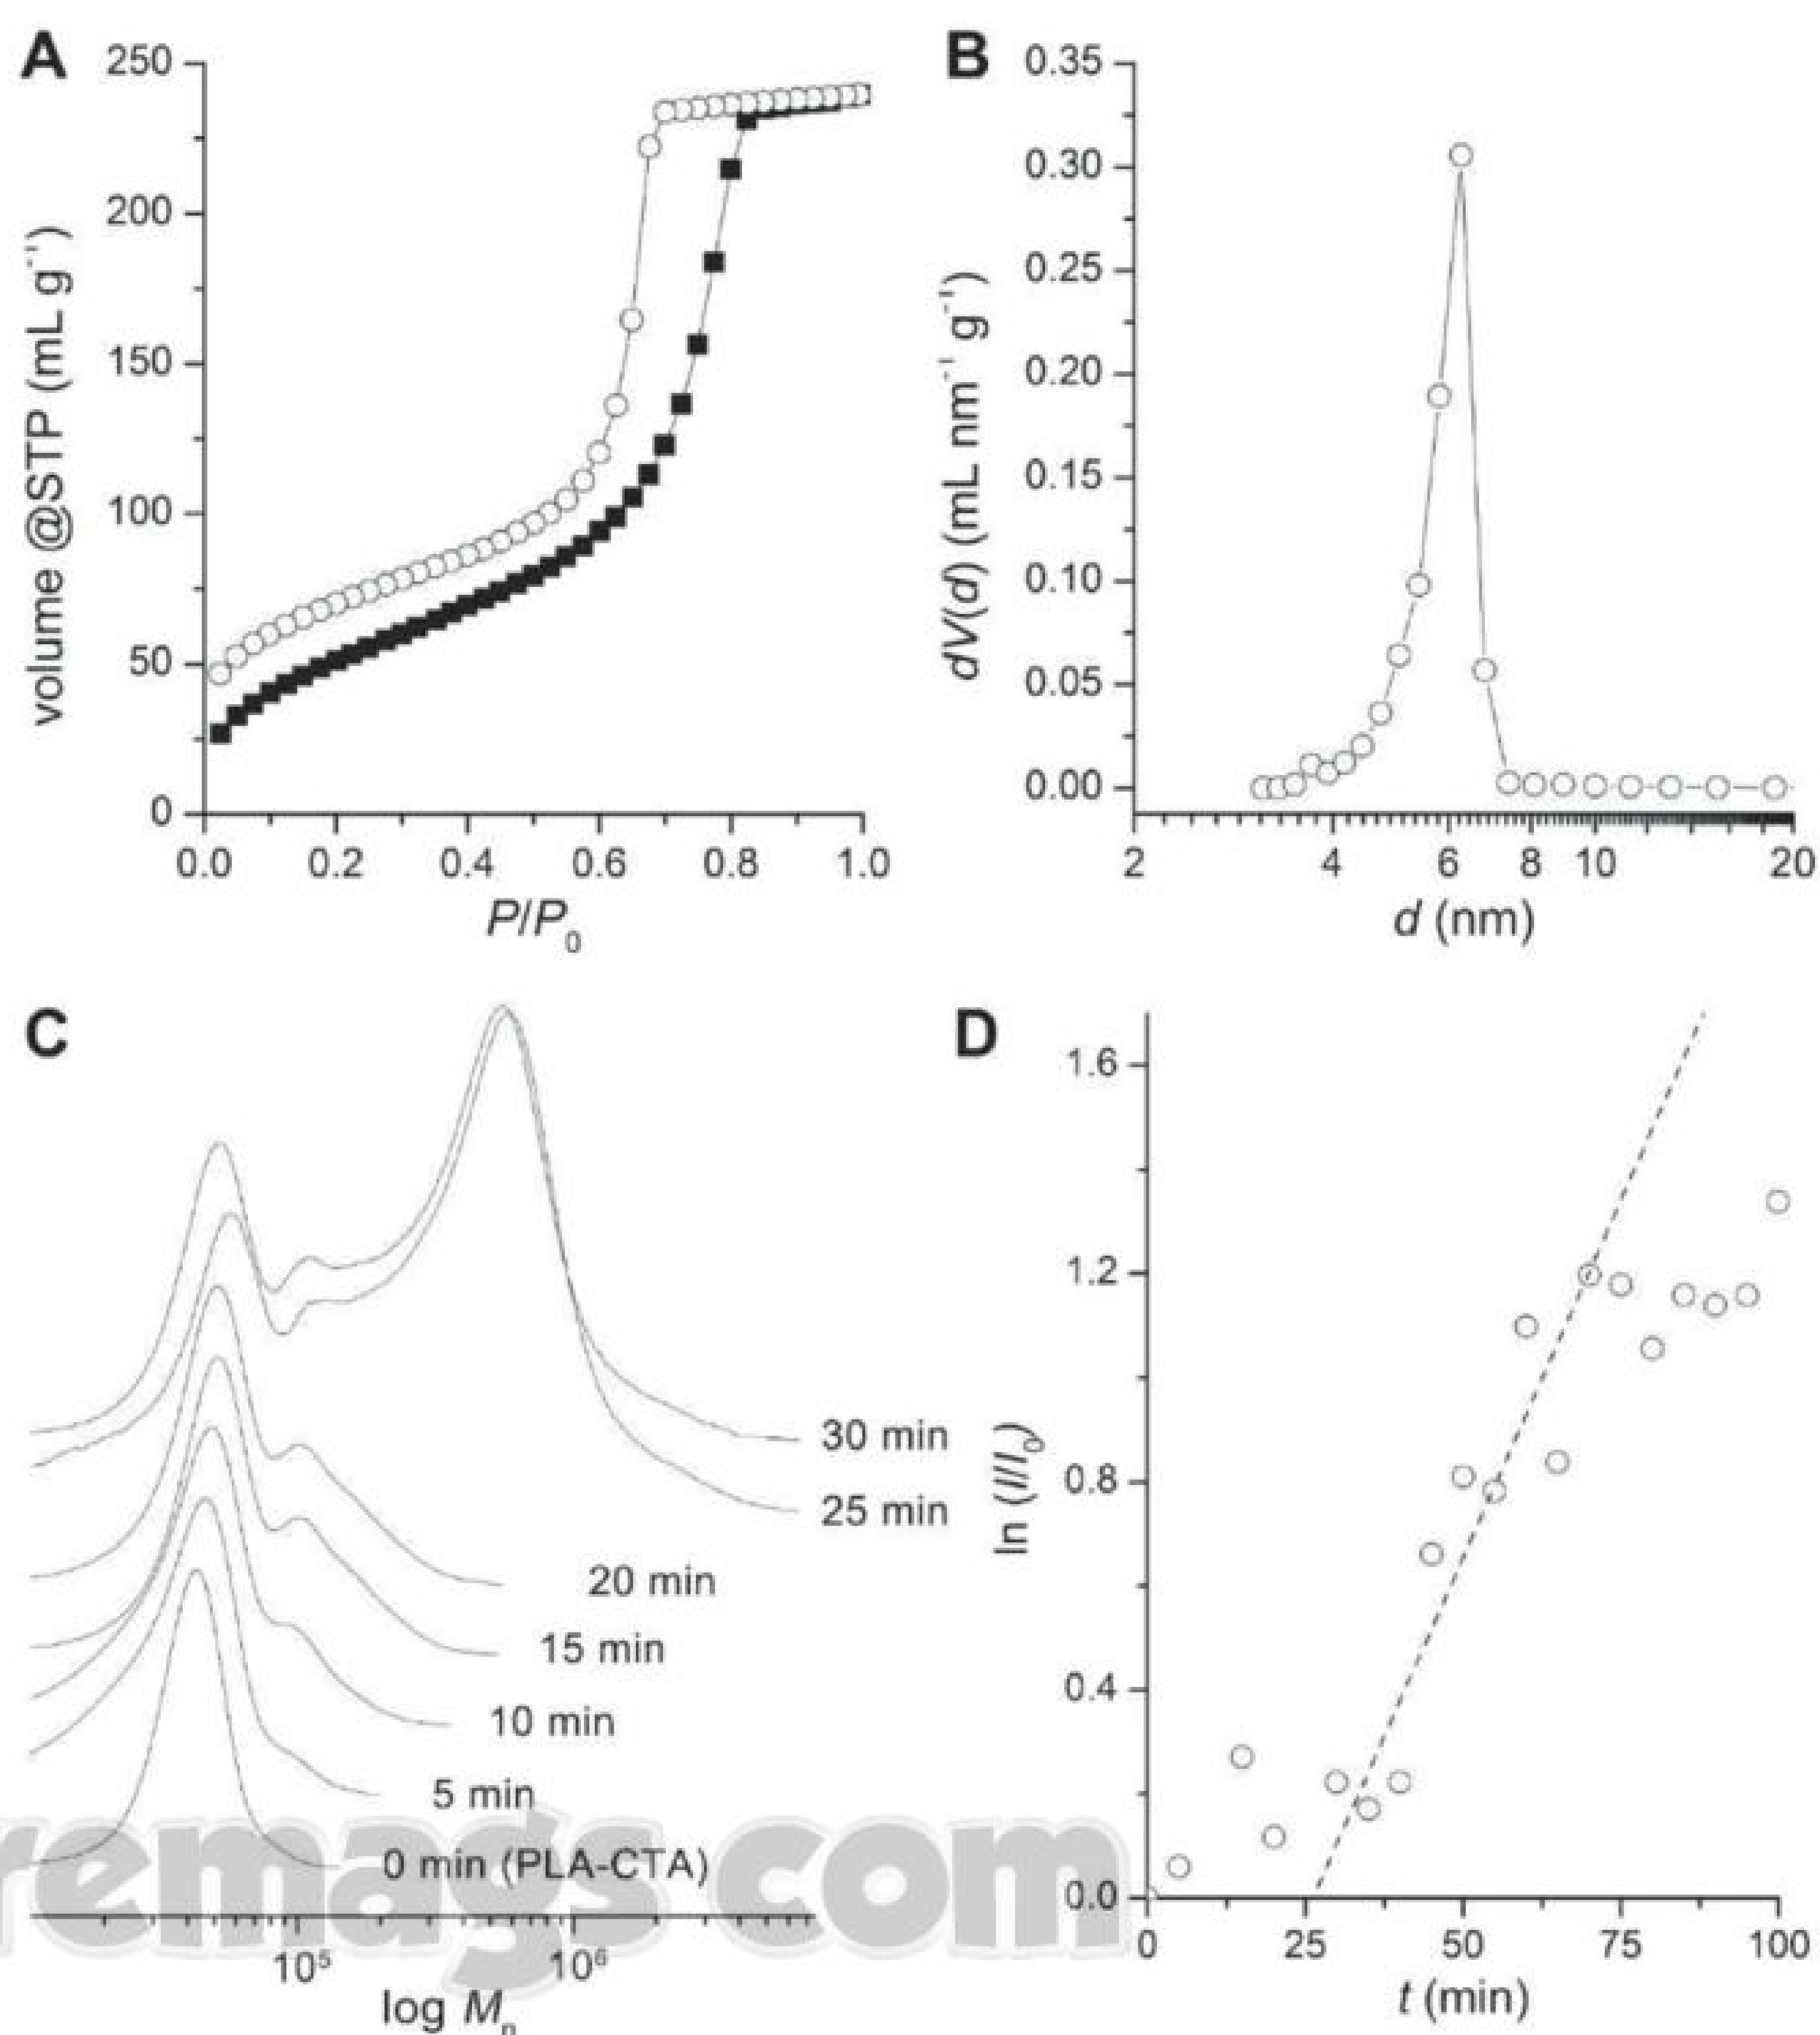 A
250
200
150
100
50
0
volume @STP (mL g⁻¹)
0.0 0.2 0.4 0.6 0.8 1.0
P/P₀
B
0.35
0.30
0.25
0.20
0.15
0.10
0.05
0.00
dV(d) (mL nm⁻¹ g⁻¹)
2 4 6 8 10 20
d (nm)
C
30 min
25 min
20 min
15 min
10 min
5 min
0 min (PLA-CTA)
10⁵ 10⁶
log Mₙ
D
1.6
1.2
0.8
0.4
0.0
ln (I/I₀)
0 25 50 75 100
t (min)
remags com